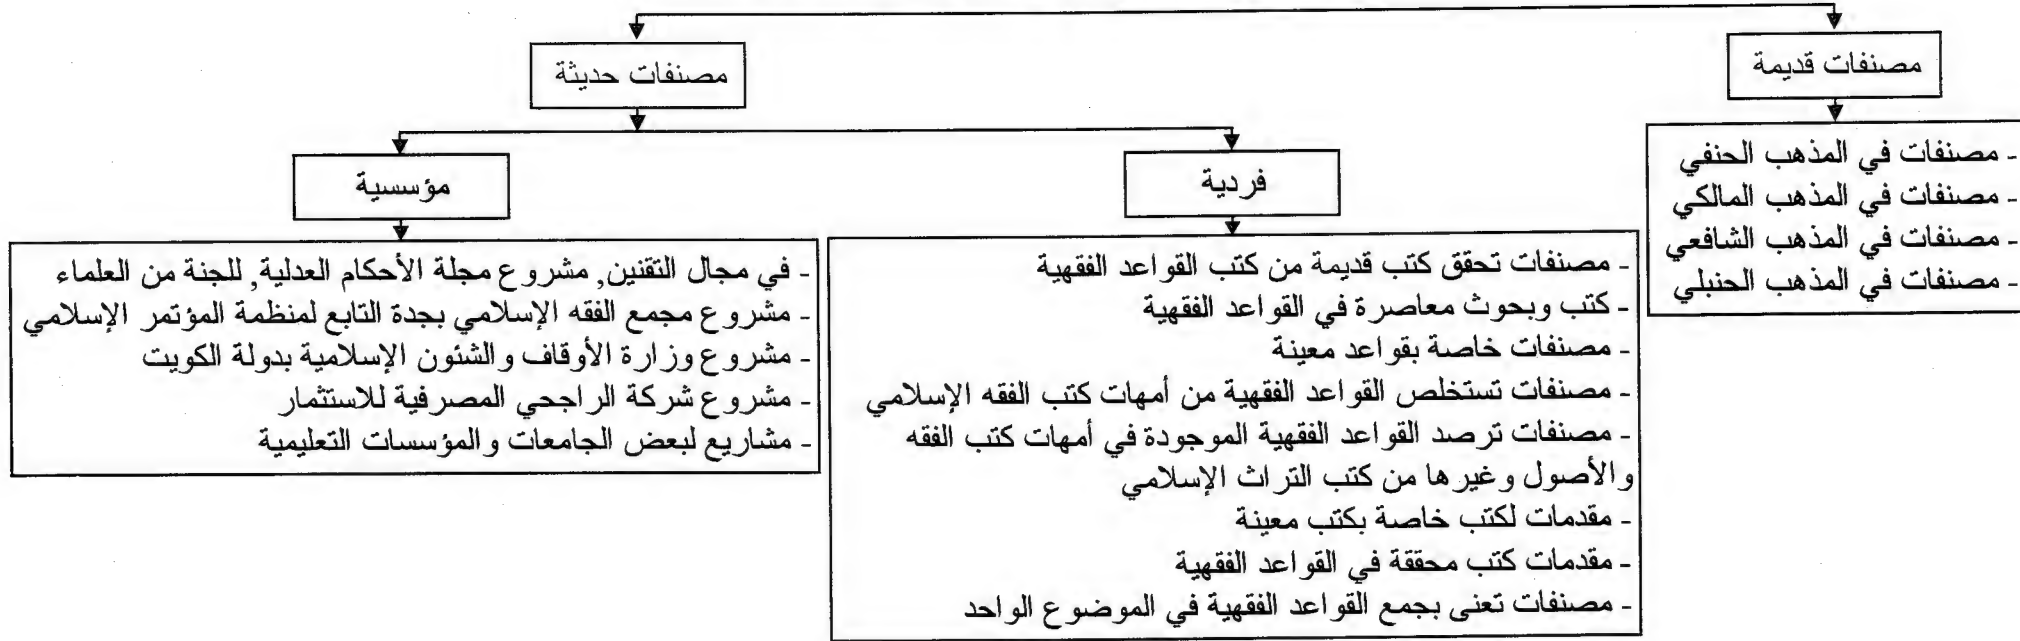 مصنفات قديمة
- مصنفات في المذهب الحنفي
- مصنفات في المذهب المالكي
- مصنفات في المذهب الشافعي
- مصنفات في المذهب الحنبلي
مصنفات حديثة
فردية
- مصنفات تحقق كتب قديمة من كتب القواعد الفقهية
- كتب وبحوث معاصرة في القواعد الفقهية
- مصنفات خاصة بقواعد معينة
- مصنفات تستخلص القواعد الفقهية من أمهات كتب الفقه الإسلامي
- مصنفات ترصد القواعد الفقهية الموجودة في أمهات كتب الفقه
والأصول وغيرها من كتب التراث الإسلامي
- مقدمات لكتب خاصة بكتب معينة
- مقدمات كتب محققة في القواعد الفقهية
- مصنفات تعنى بجمع القواعد الفقهية في الموضوع الواحد
مؤسسية
- في مجال التقنين, مشروع مجلة الأحكام العدلية, للجنة من العلماء
- مشروع مجمع الفقه الإسلامي بجدة التابع لمنظمة المؤتمر الإسلامي
- مشروع وزارة الأوقاف والشئون الإسلامية بدولة الكويت
- مشروع شركة الراجحي المصرفية للاستثمار
- مشاريع لبعض الجامعات والمؤسسات التعليمية